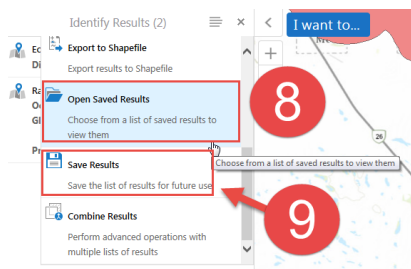 Identify Results (2)
I want to...
Export to Shapefile
Export results to Shapefile
Open Saved Results
Choose from a list of saved results to
view them
8
26
Choose from a list of saved results to view them
Save Results
Save the list of results for future use
9
Combine Results
Perform advanced operations with
multiple lists of results